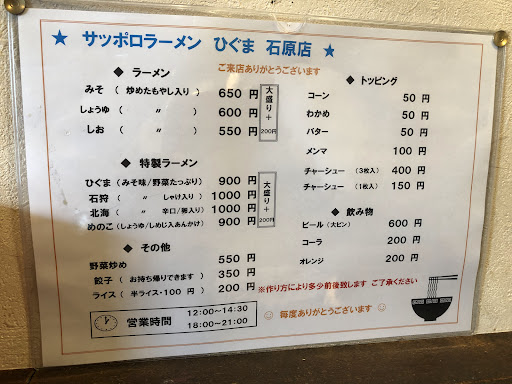 ★ サッポロラーメン ひぐま 石原店 ★
ご来店ありがとうございます
◆ ラーメン
みそ （ 炒めたもやし入り ） 650 円
しょうゆ （ 〃 ） 600 円
しお （ 〃 ） 550 円
大盛り＋
200円
◆ 特製ラーメン
ひぐま （みそ味/野菜たっぷり） 900 円
石狩 （ 〃 しゃけ入り ） 1000 円
北海 （ 〃 辛口/豚入り ） 1000 円
めのこ （しょうゆ/しめじ入あんかけ） 900 円
大盛り＋
200円
◆ その他
野菜炒め 550 円
餃子 （ お持ち帰りできます ） 350 円
ライス （ 半ライス・100 円 ） 200 円
営業時間
12:00～14:30
18:00～21:00
◆ トッピング
コーン 50 円
わかめ 50 円
バター 50 円
メンマ 100 円
チャーシュー （3枚入） 400 円
チャーシュー （1枚入） 150 円
◆ 飲み物
ビール （大ビン） 600 円
コーラ 200 円
オレンジ 200 円
※作り方により多少前後致します ご了承ください
毎度ありがとうございます